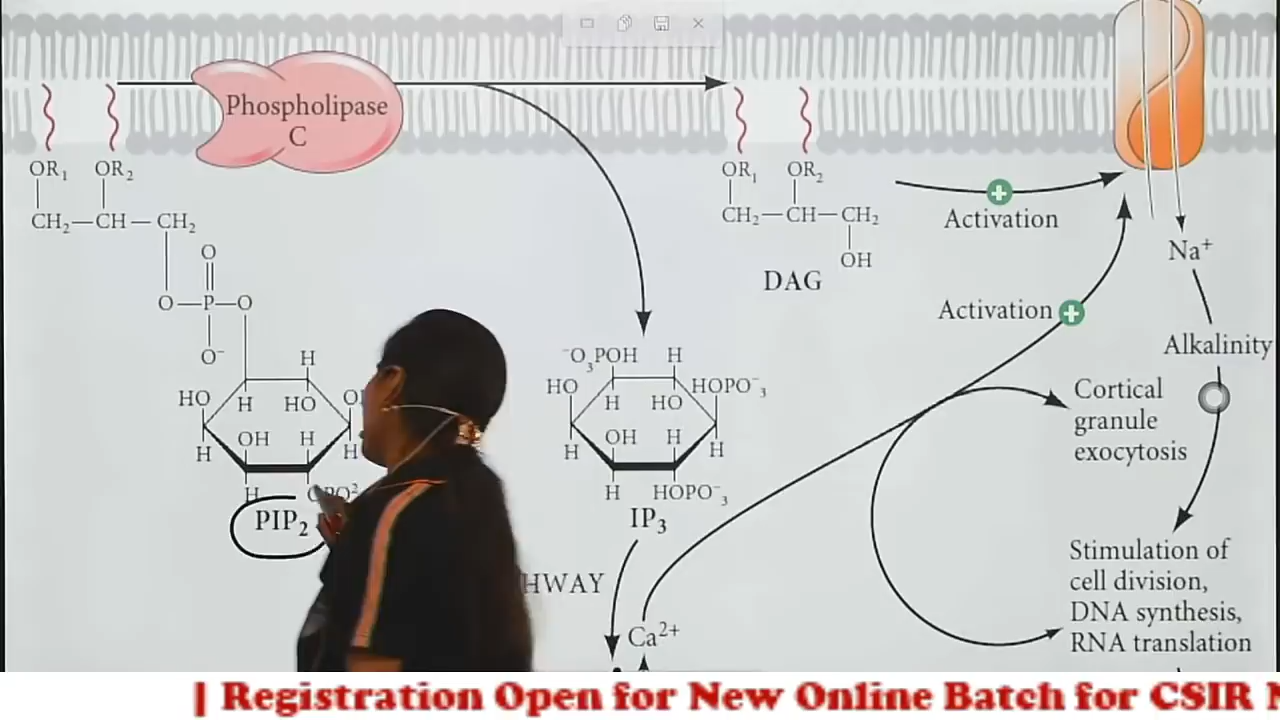 Phospholipase
C
OR₁ OR₂
CH₂—CH—CH₂
O
O—P—O
O⁻
H
HO H HO
OH H
H H
H
PIP₂
OR₁ OR₂
CH₂—CH—CH₂
OH
DAG
Activation
Na⁺
Activation
Alkalinity
⁻O₃POH H
HO HOPO⁻₃
H HO
OH H
H H
H HOPO⁻₃
IP₃
HWAY
Ca²⁺
Cortical
granule
exocytosis
Stimulation of
cell division,
DNA synthesis,
RNA translation
| Registration Open for New Online Batch for CSIR